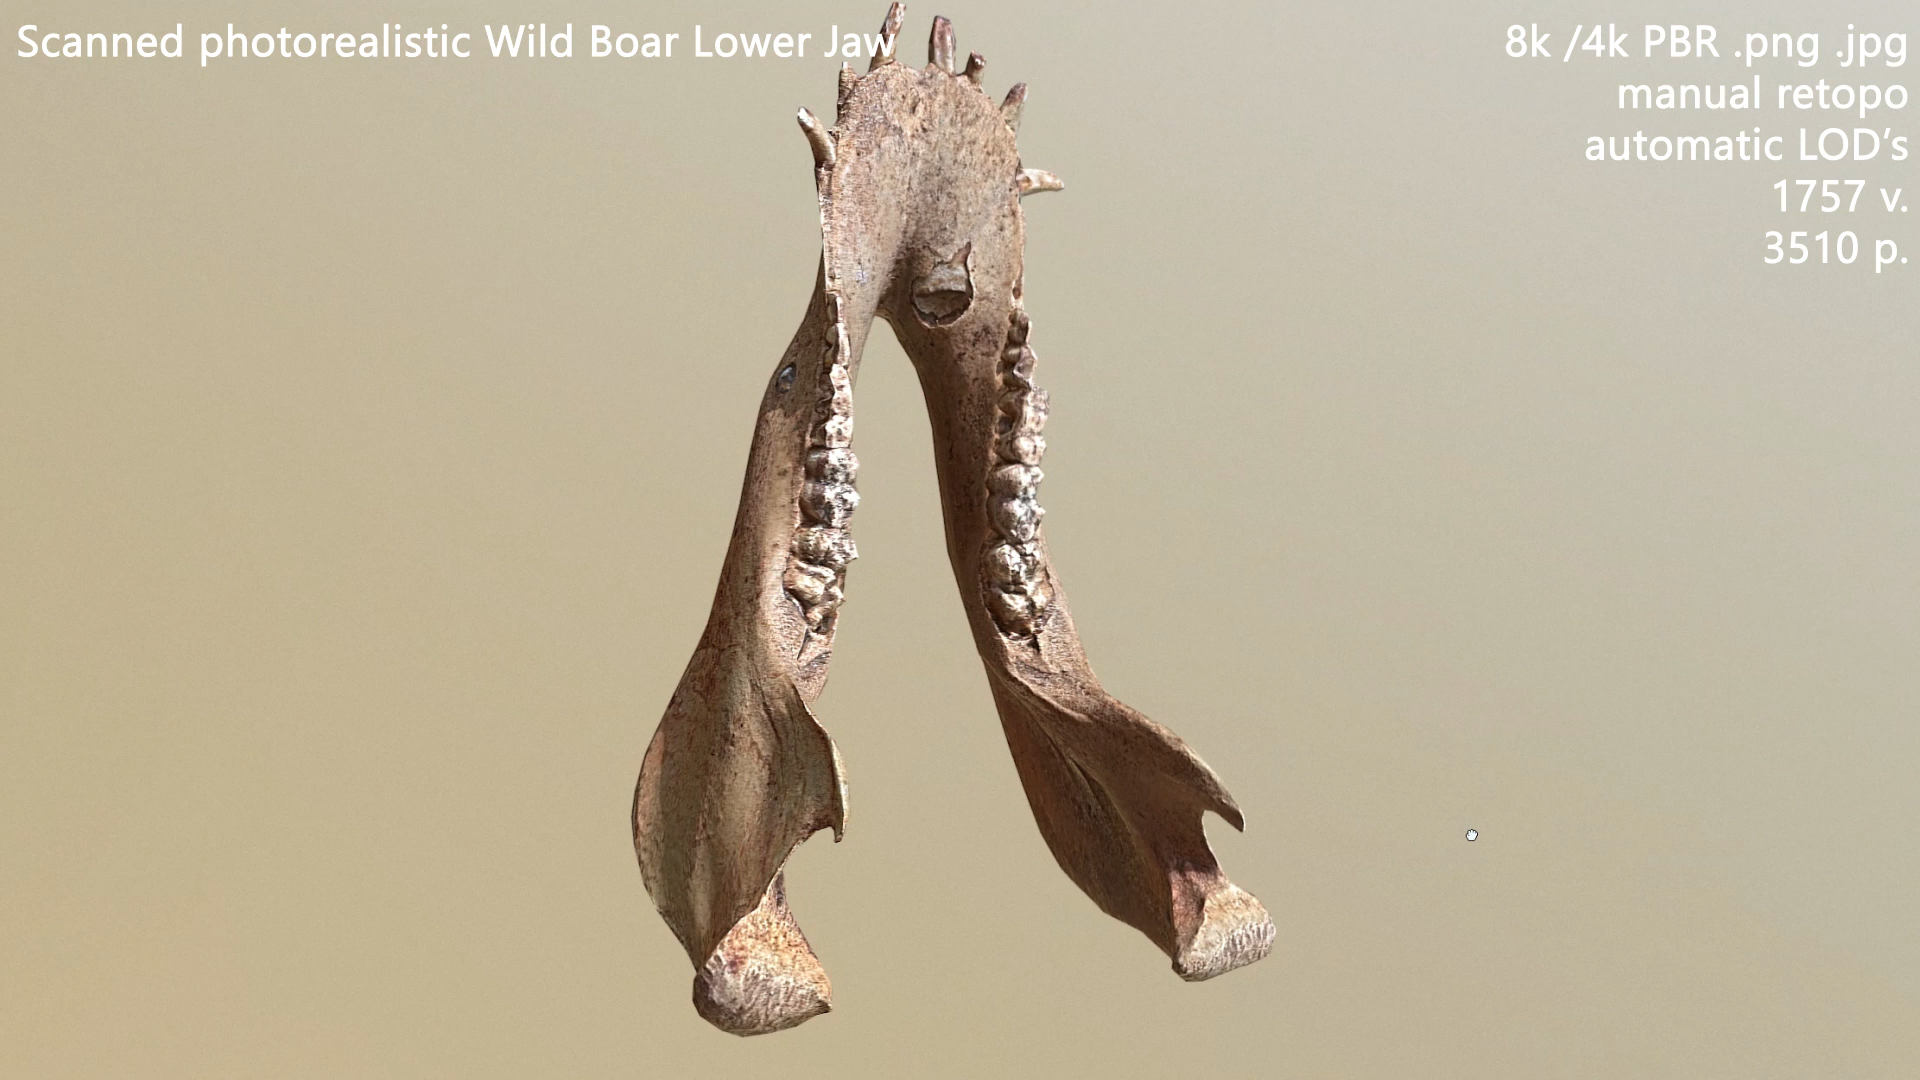 Scanned photorealistic Wild Boar Lower Jaw
8k /4k PBR .png .jpg
manual retopo
automatic LOD’s
1757 v.
3510 p.